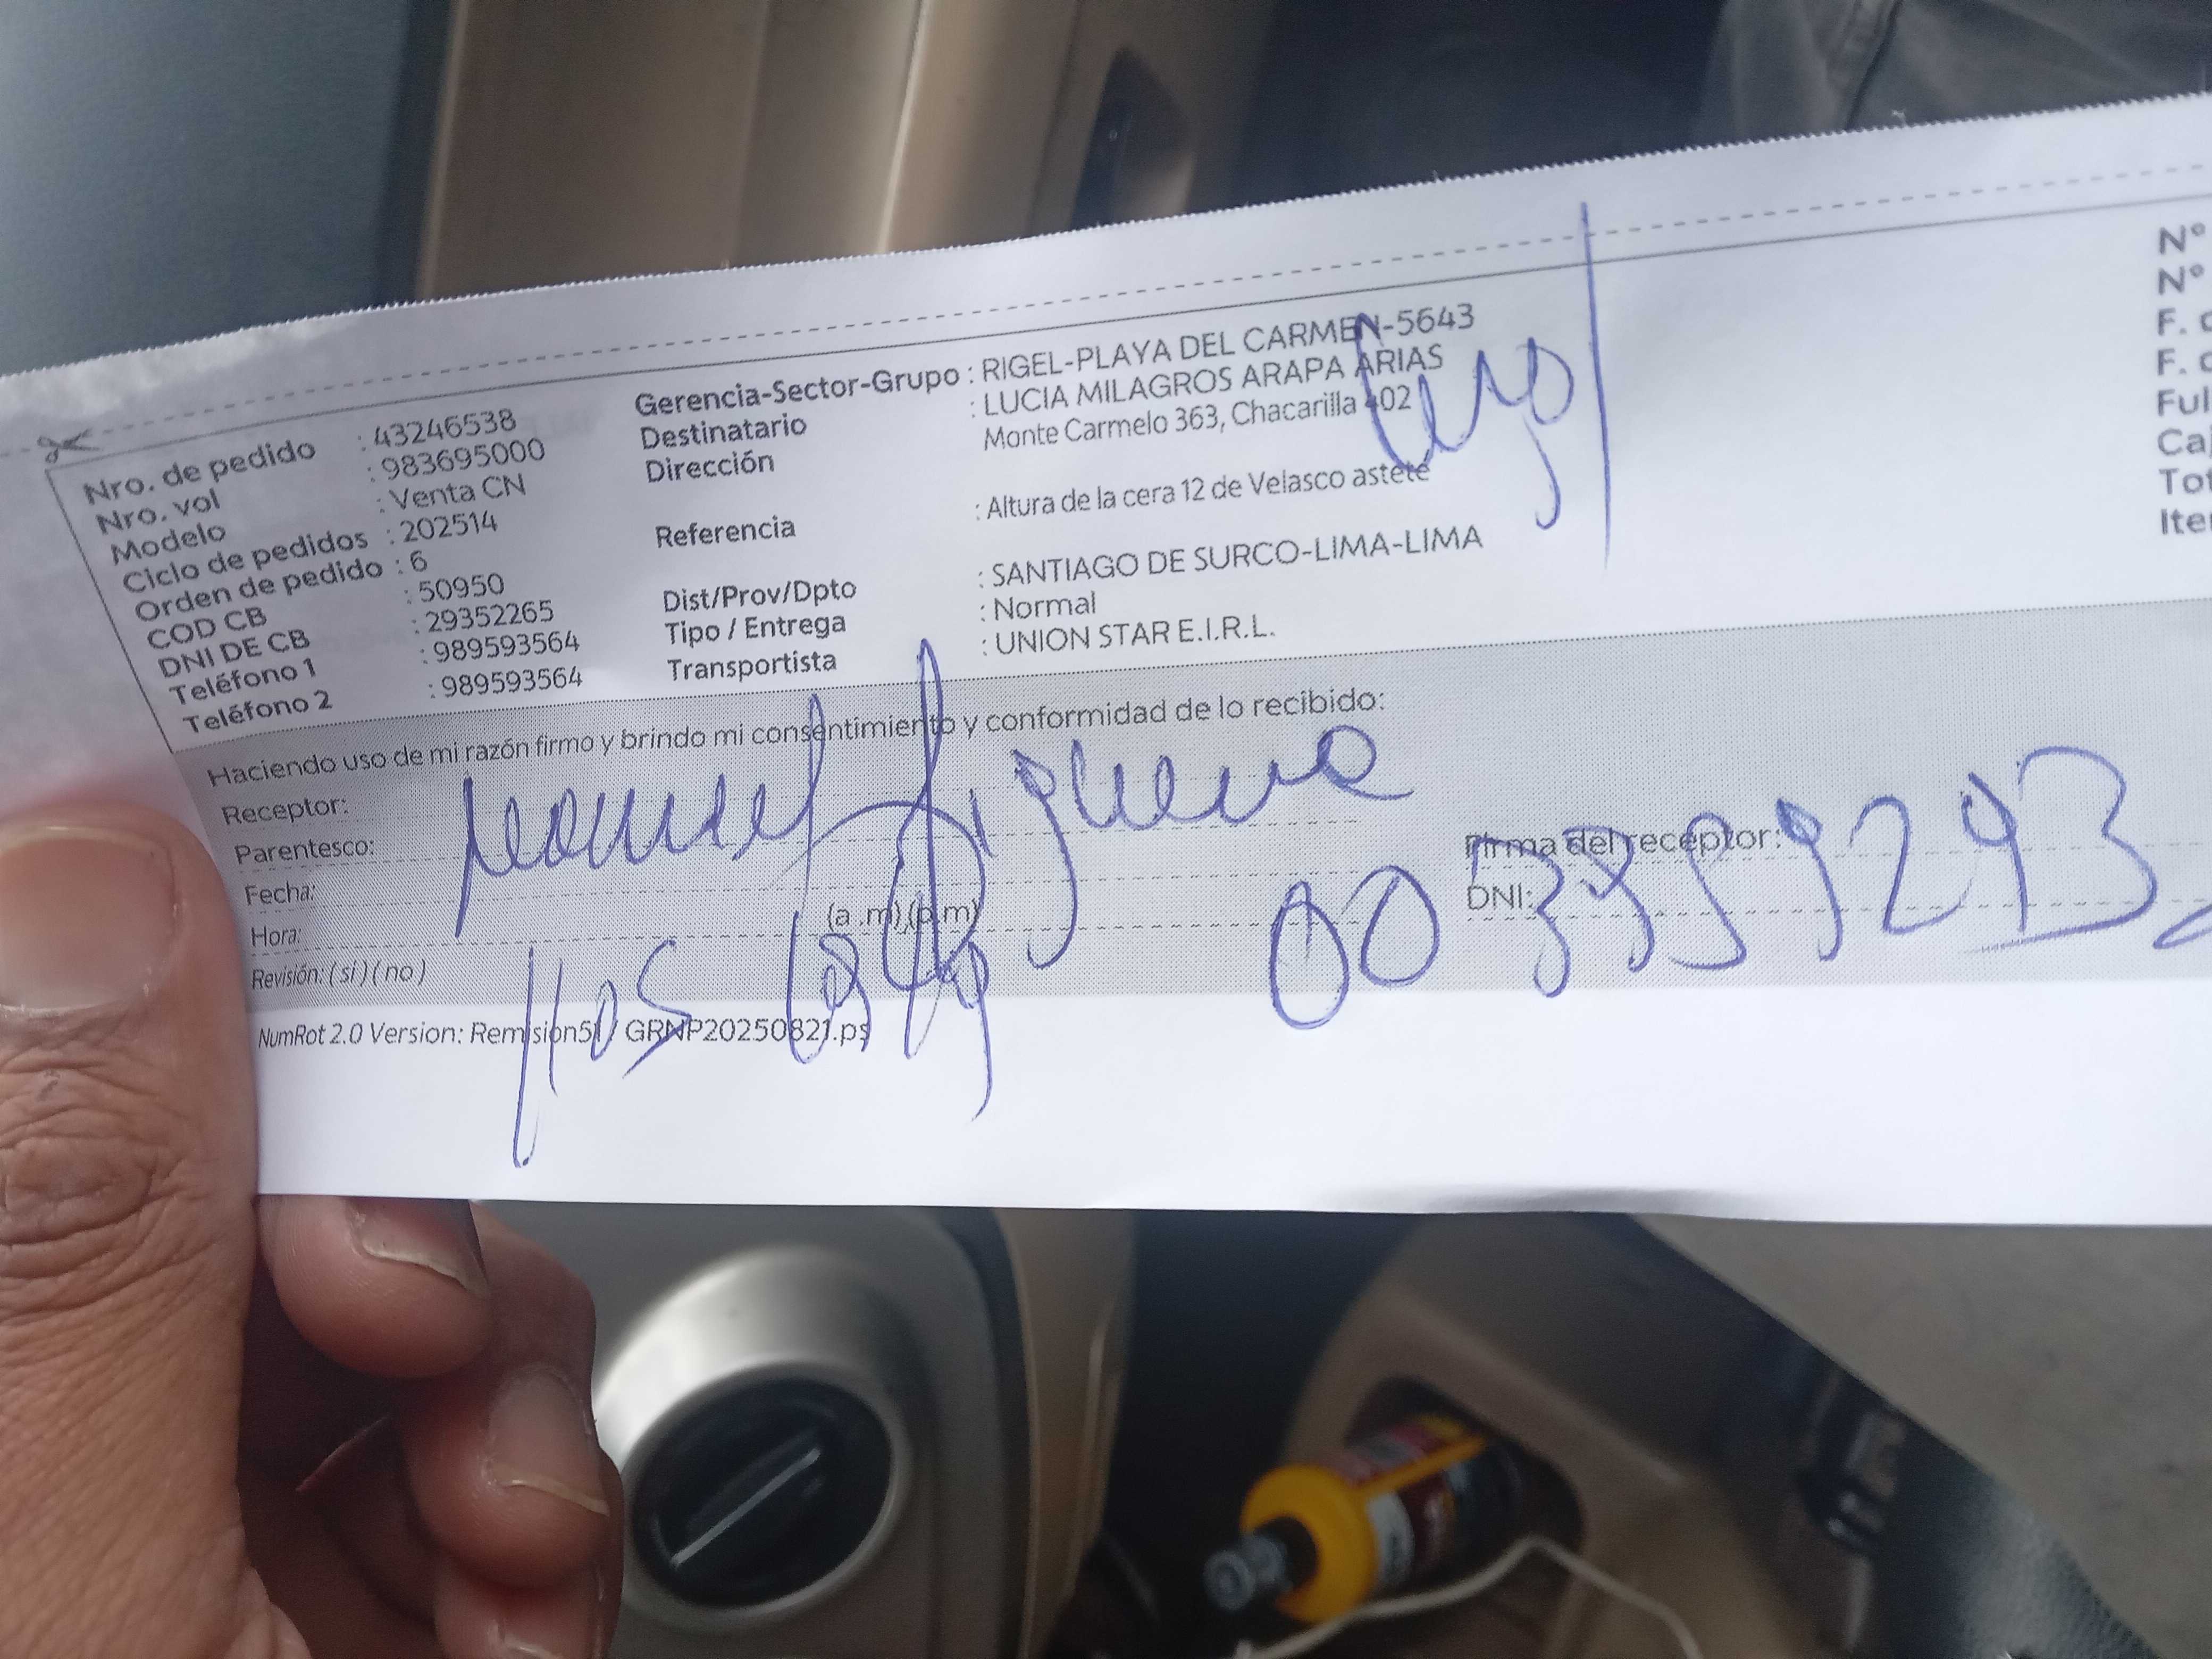 Nro. de pedido : 43246538
Nro. vol : 983695000
Modelo : Venta CN
Ciclo de pedidos : 202514
Orden de pedido : 6
COD CB : 50950
DNI DE CB : 29352265
Teléfono 1 : 989593564
Teléfono 2 : 989593564
Gerencia-Sector-Grupo : RIGEL-PLAYA DEL CARMEN-5643
Destinatario : LUCIA MILAGROS ARAPA ARIAS
Dirección Monte Carmelo 363, Chacarilla 402
Referencia : Altura de la cera 12 de Velasco astete
Dist/Prov/Dpto : SANTIAGO DE SURCO-LIMA-LIMA
Tipo / Entrega : Normal
Transportista : UNION STAR E.I.R.L.
N°
N°
F.
F.
Ful
Caj
Tot
Ite
Haciendo uso de mi razón firmo y brindo mi consentimiento y conformidad de lo recibido:
Receptor:
Parentesco:
Fecha:
Hora: (a .m),(p.m)
Revisión: ( si ) ( no )
Firma del receptor:
DNI:
NumRot 2.0 Version: Remision51 / GRNP20250821.ps